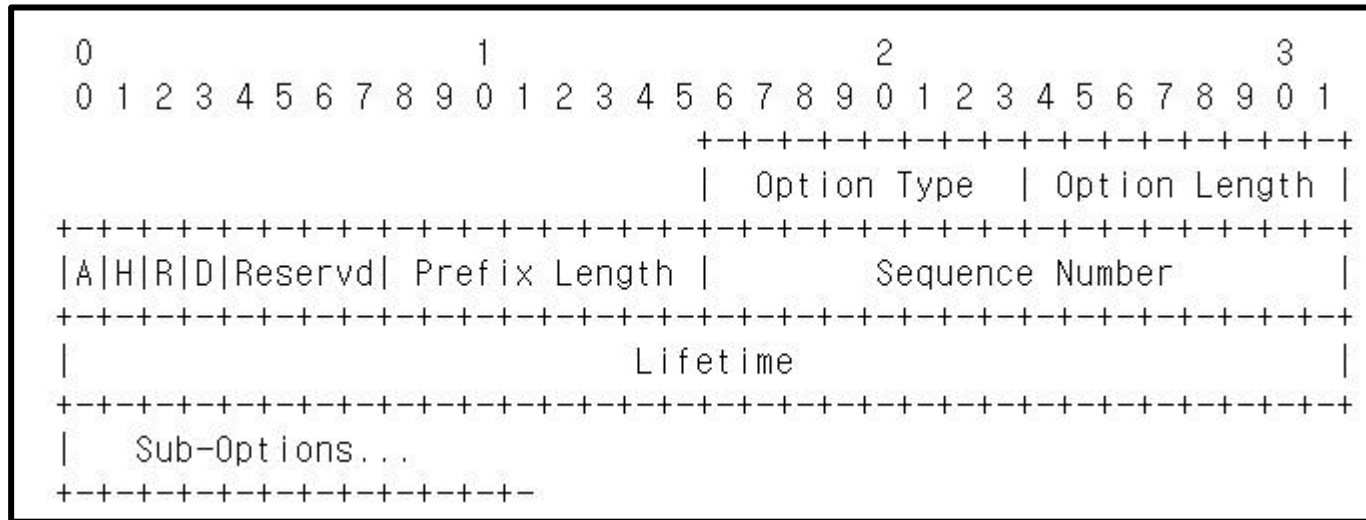 0 1 2 3
0 1 2 3 4 5 6 7 8 9 0 1 2 3 4 5 6 7 8 9 0 1 2 3 4 5 6 7 8 9 0 1
+-+-+-+-+-+-+-+-+-+-+-+-+-+-+-+-+
| Option Type | Option Length |
+-+-+-+-+-+-+-+-+-+-+-+-+-+-+-+-+-+-+-+-+-+-+-+-+-+-+-+-+-+-+-+-+
|A|H|R|D|Reservd| Prefix Length | Sequence Number |
+-+-+-+-+-+-+-+-+-+-+-+-+-+-+-+-+-+-+-+-+-+-+-+-+-+-+-+-+-+-+-+-+
| Lifetime |
+-+-+-+-+-+-+-+-+-+-+-+-+-+-+-+-+-+-+-+-+-+-+-+-+-+-+-+-+-+-+-+-+
| Sub-Options...
+-+-+-+-+-+-+-+-+-+-+-+-